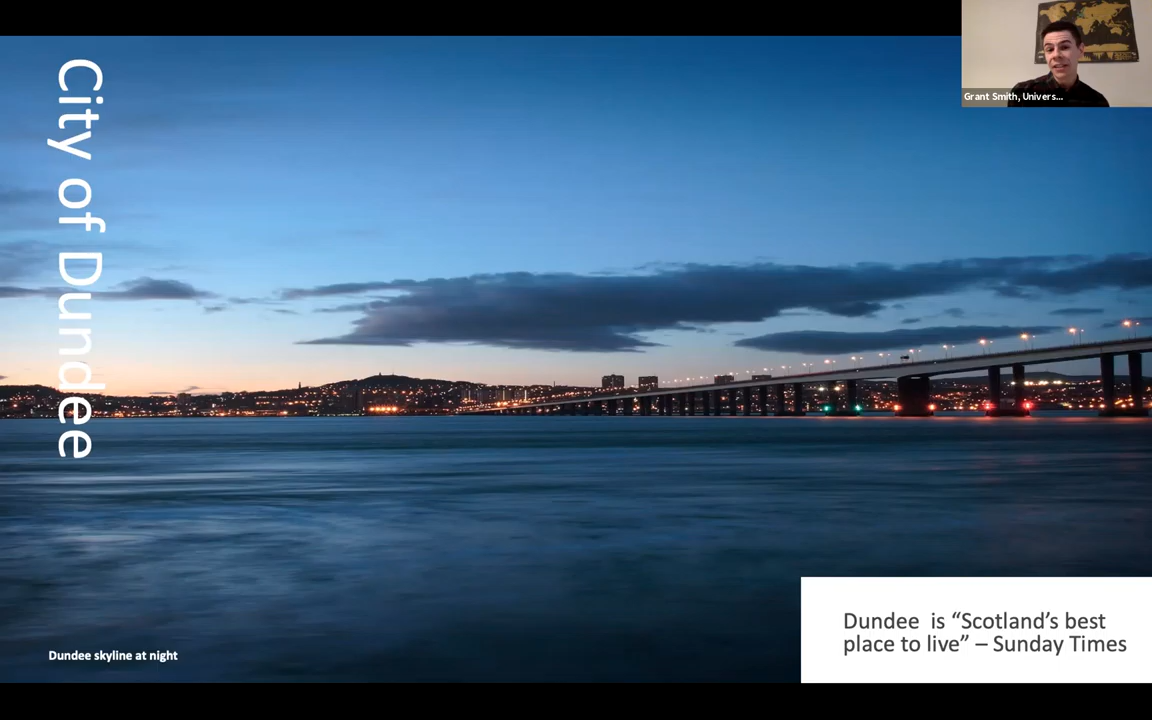 City of Dundee
Grant Smith, Univers...
Dundee skyline at night
Dundee  is “Scotland’s best
place to live” – Sunday Times